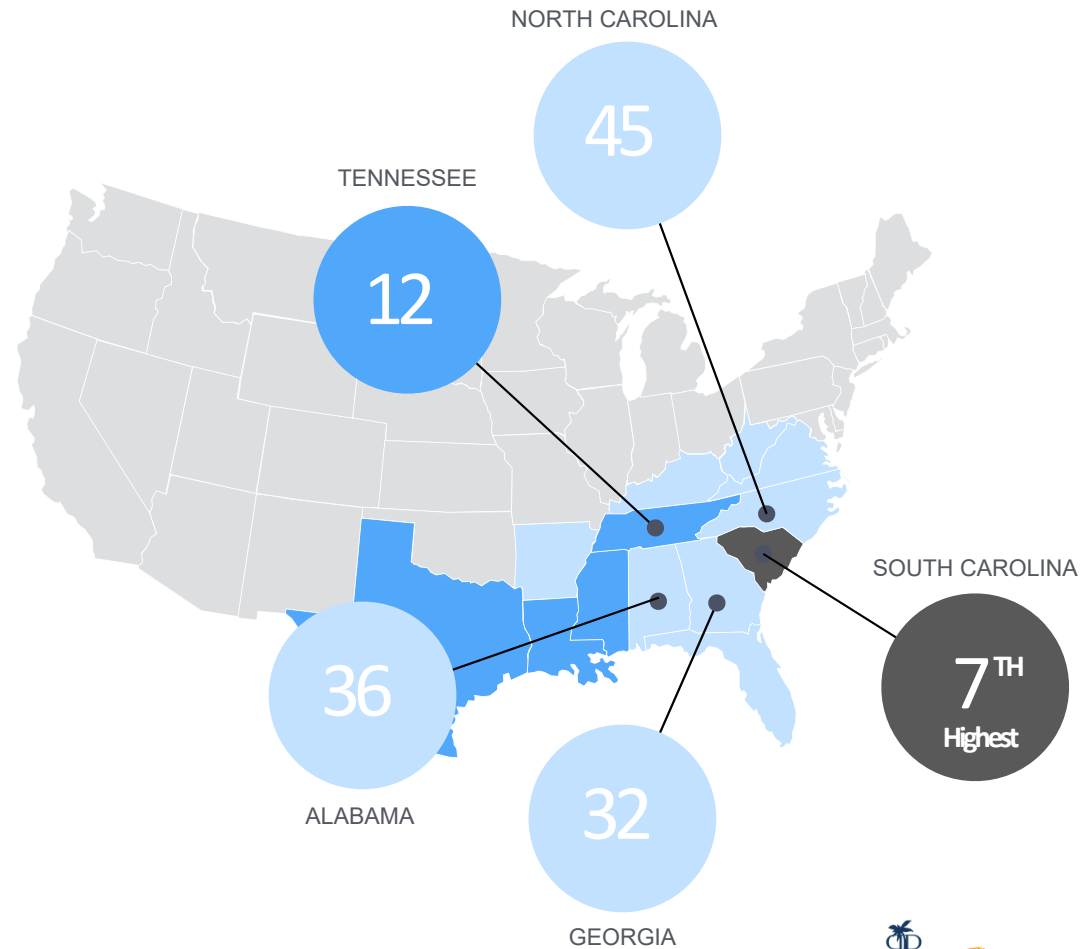 NORTH CAROLINA
45
TENNESSEE
12
SOUTH CAROLINA
7TH
Highest
36
ALABAMA
32
GEORGIA